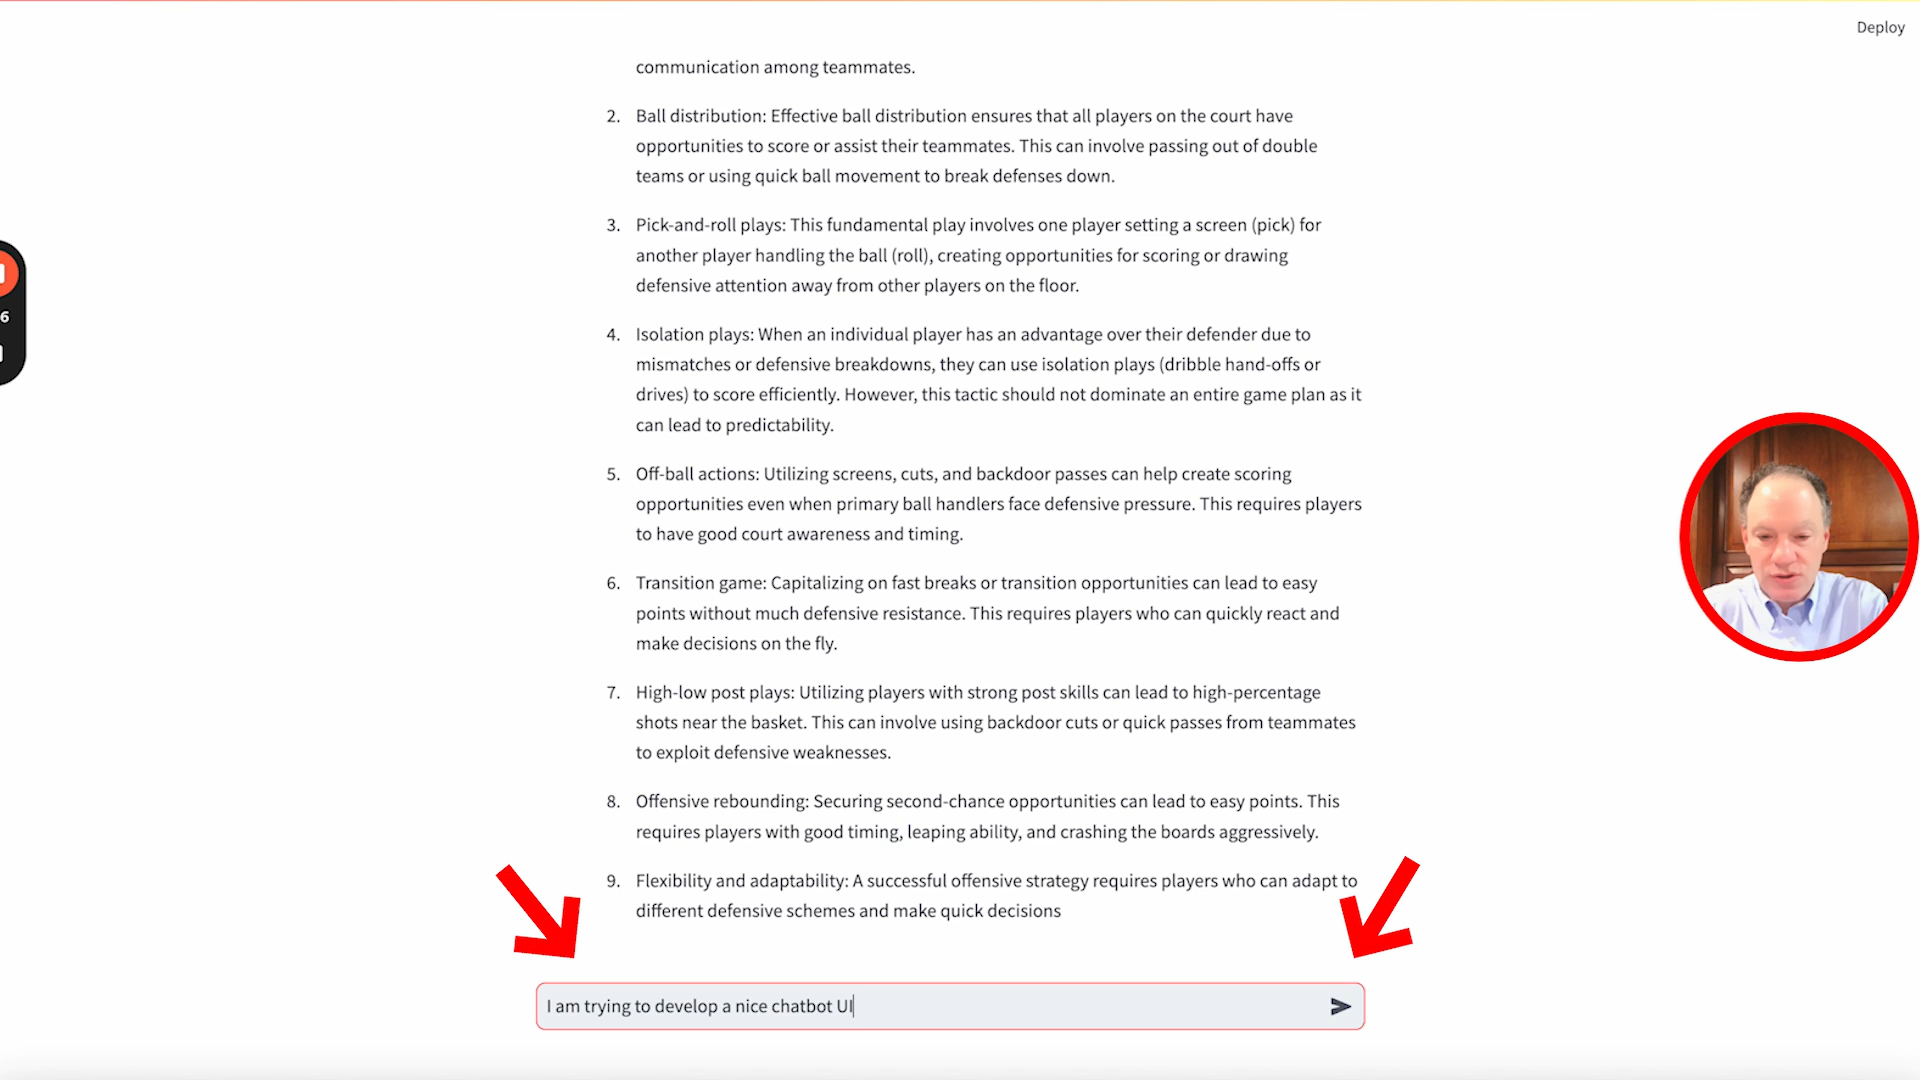 Deploy
communication among teammates.
2. Ball distribution: Effective ball distribution ensures that all players on the court have
opportunities to score or assist their teammates. This can involve passing out of double
teams or using quick ball movement to break defenses down.
3. Pick-and-roll plays: This fundamental play involves one player setting a screen (pick) for
another player handling the ball (roll), creating opportunities for scoring or drawing
defensive attention away from other players on the floor.
4. Isolation plays: When an individual player has an advantage over their defender due to
mismatches or defensive breakdowns, they can use isolation plays (dribble hand-offs or
drives) to score efficiently. However, this tactic should not dominate an entire game plan as it
can lead to predictability.
5. Off-ball actions: Utilizing screens, cuts, and backdoor passes can help create scoring
opportunities even when primary ball handlers face defensive pressure. This requires players
to have good court awareness and timing.
6. Transition game: Capitalizing on fast breaks or transition opportunities can lead to easy
points without much defensive resistance. This requires players who can quickly react and
make decisions on the fly.
7. High-low post plays: Utilizing players with strong post skills can lead to high-percentage
shots near the basket. This can involve using backdoor cuts or quick passes from teammates
to exploit defensive weaknesses.
8. Offensive rebounding: Securing second-chance opportunities can lead to easy points. This
requires players with good timing, leaping ability, and crashing the boards aggressively.
9. Flexibility and adaptability: A successful offensive strategy requires players who can adapt to
different defensive schemes and make quick decisions
I am trying to develop a nice chatbot UI
6